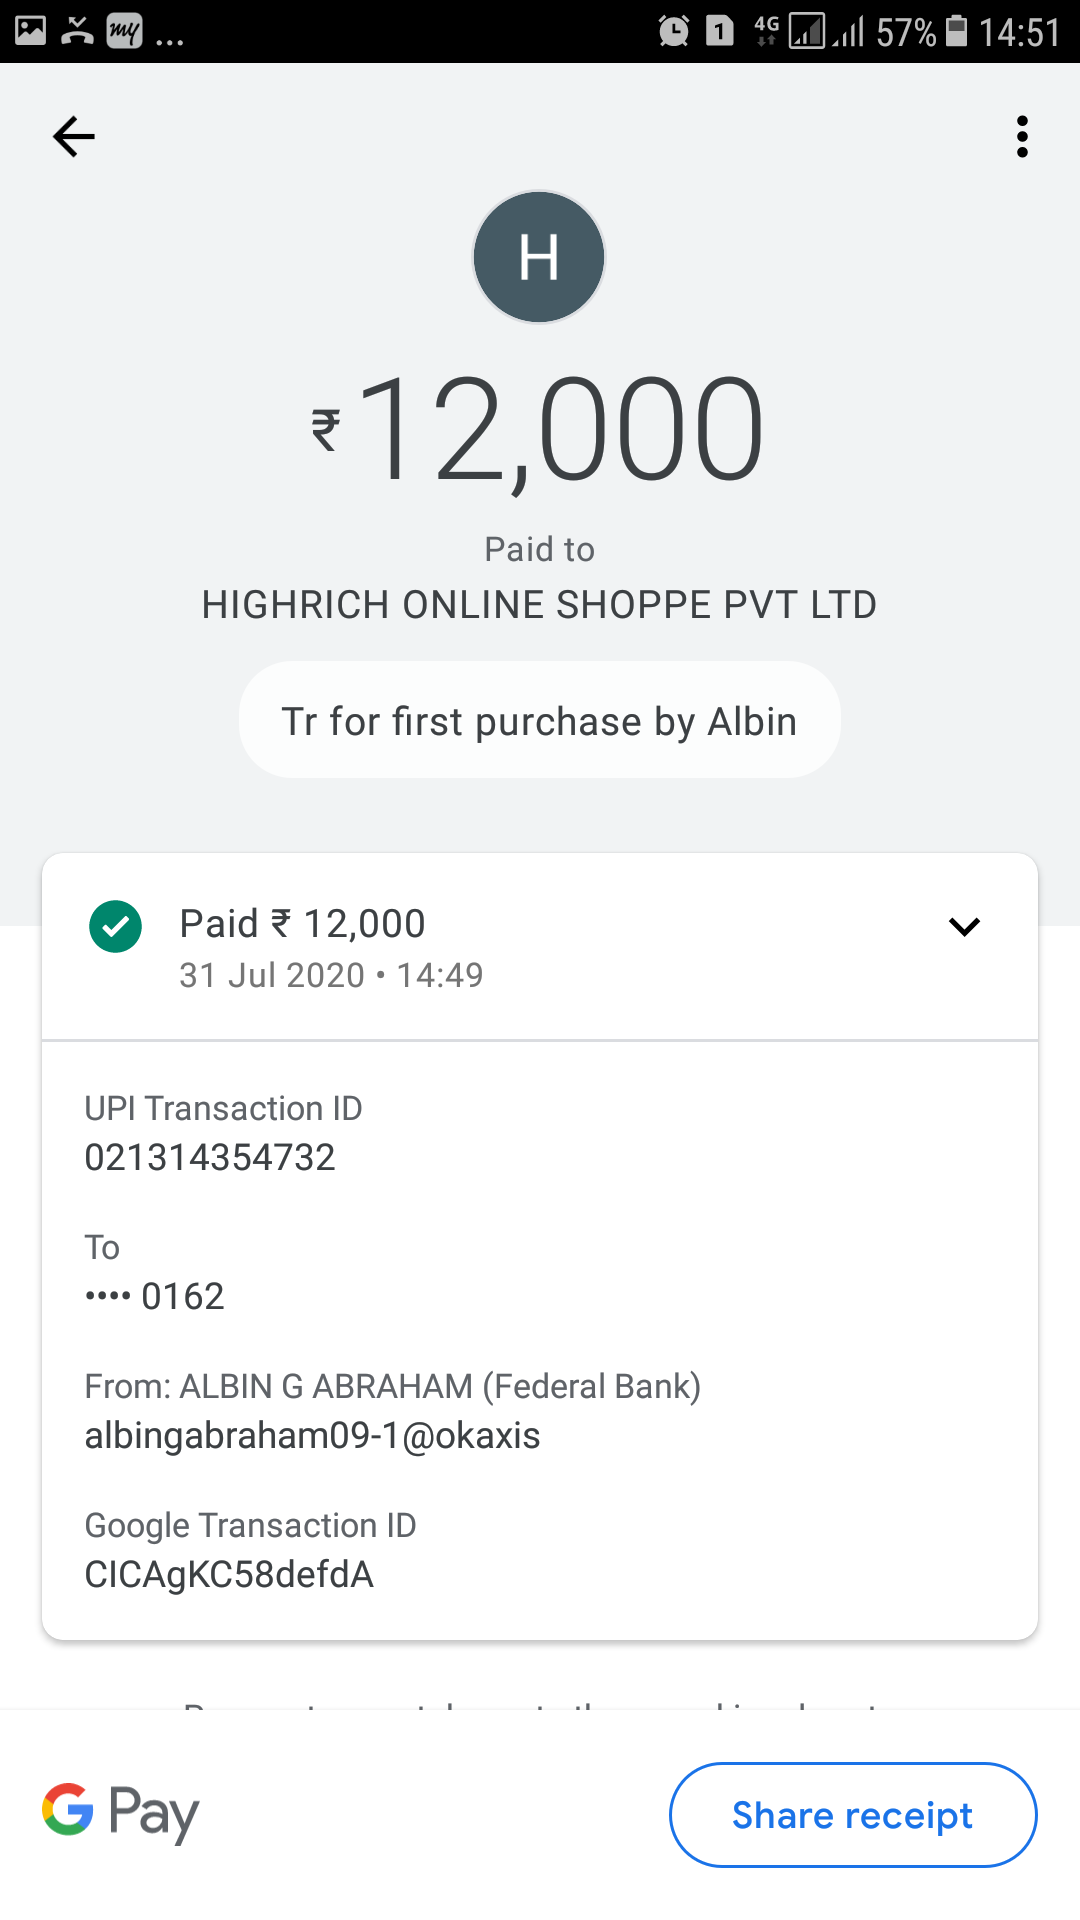 my ... 1 4G 57% 14:51
H
₹12,000
Paid to
HIGHRICH ONLINE SHOPPE PVT LTD
Tr for first purchase by Albin
Paid ₹ 12,000
31 Jul 2020 • 14:49
UPI Transaction ID
021314354732
To
•••• 0162
From: ALBIN G ABRAHAM (Federal Bank)
albingabraham09-1@okaxis
Google Transaction ID
CICAgKC58defdA
G Pay
Share receipt